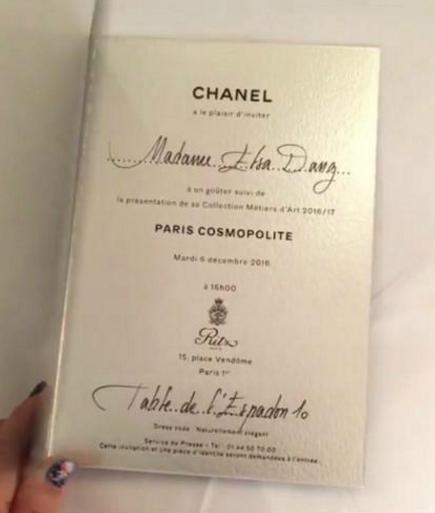 CHANEL
a le plaisir d'inviter
Madame Elsa Dang
à un goûter suivi de
la présentation de sa Collection Métiers d'Art 2016/17
PARIS COSMOPOLITE
Mardi 6 décembre 2016
à 16h00
Ritz
PARIS
15, place Vendôme
Paris 1er
Table de l'Espadon 10
Dress code : Naturellement élégant
Service de Presse - Tel : 01 44 50 70 00
Cette invitation et une pièce d'identité seront demandées à l'entrée.